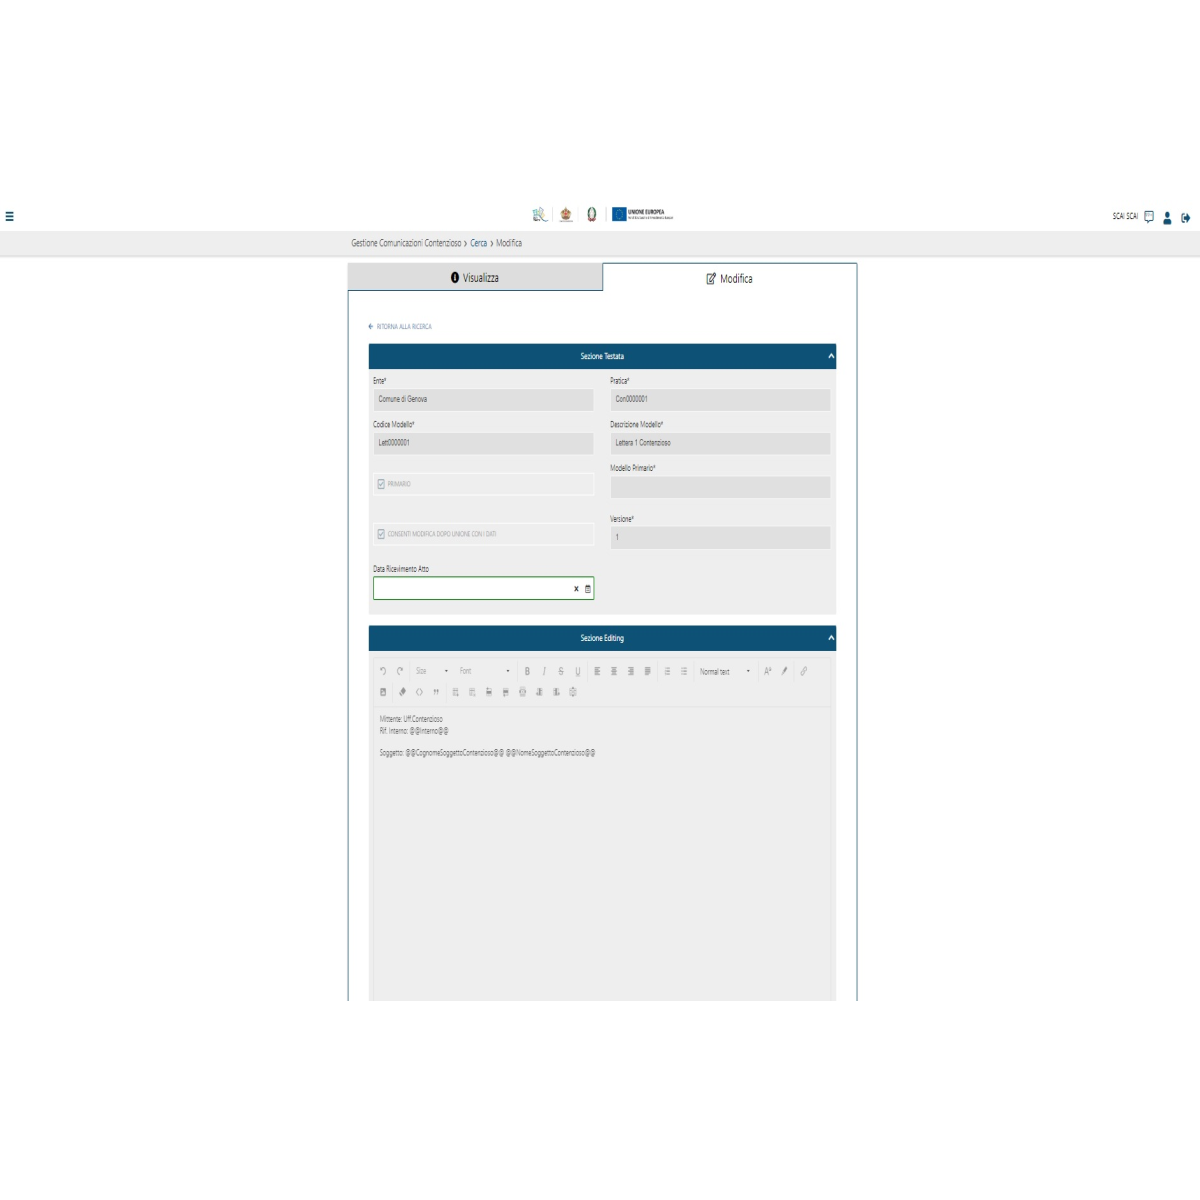 UNIONE EUROPEA
SCAI SCAI
Gestione Comunicazioni Contenzioso > Cerca > Modifica
Visualizza
Modifica
RITORNA ALLA RICERCA
Sezione Testata
Ente*
Pratica*
Comune di Genova
Con0000001
Codice Modello*
Descrizione Modello*
Lett0000001
Lettera 1 Contenzioso
Modello Primario*
PRIMARIO
Versione*
CONSENTI MODIFICA DOPO UNIONE CON I DATI
1
Data Ricevimento Atto
Sezione Editing
Size Font Normal text
Mittente: Uff.Contenzioso
Rif. Interno: @@Interno@@
Soggetto: @@CognomeSoggettoContenzioso@@ @@NomeSoggettoContenzioso@@